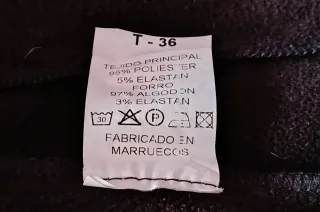 T - 36
TEJIDO PRINCIPAL
95% POLIESTER
5% ELASTAN
FORRO
97% ALGODON
3% ELASTAN
30 P
FABRICADO EN
MARRUECOS